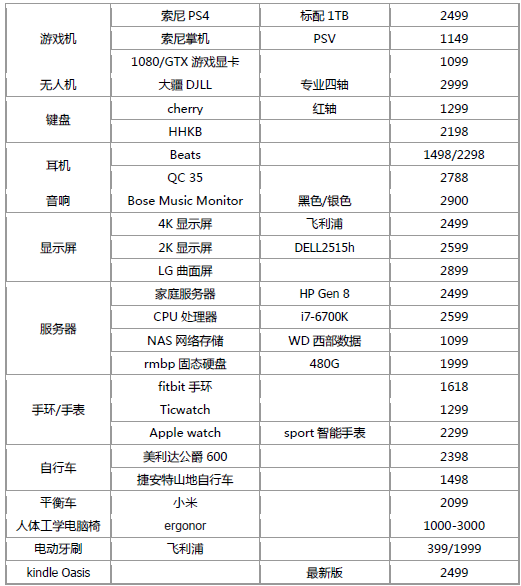 游戏机 索尼 PS4 标配 1TB 2499
索尼掌机 PSV 1149
1080/GTX 游戏显卡 1099
无人机 大疆 DJLL 专业四轴 2999
键盘 cherry 红轴 1299
HHKB 2198
耳机 Beats 1498/2298
QC 35 2788
音响 Bose Music Monitor 黑色/银色 2900
显示屏 4K 显示屏 飞利浦 2499
2K 显示屏 DELL2515h 2599
LG 曲面屏 2899
服务器 家庭服务器 HP Gen 8 2499
CPU 处理器 i7-6700K 2599
NAS 网络存储 WD 西部数据 1099
rmbp 固态硬盘 480G 1999
手环/手表 fitbit 手环 1618
Ticwatch 1299
Apple watch sport 智能手表 2299
自行车 美利达公爵 600 2398
捷安特山地自行车 1498
平衡车 小米 2099
人体工学电脑椅 ergonor 1000-3000
电动牙刷 飞利浦 399/1999
kindle Oasis 最新版 2499